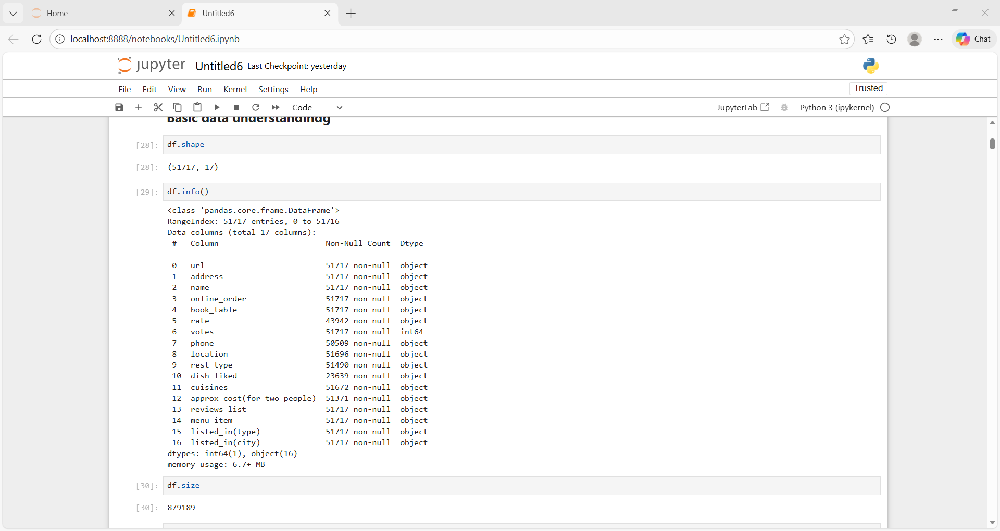 Home
Untitled6
localhost:8888/notebooks/Untitled6.ipynb
Chat
jupyter Untitled6 Last Checkpoint: yesterday
File Edit View Run Kernel Settings Help
Trusted
Code
JupyterLab
Python 3 (ipykernel)
Basic data understandindg
[28]: df.shape
[28]: (51717, 17)
[29]: df.info()
<class 'pandas.core.frame.DataFrame'>
RangeIndex: 51717 entries, 0 to 51716
Data columns (total 17 columns):
 #   Column                       Non-Null Count  Dtype
---  ------                       --------------  -----
 0   url                          51717 non-null  object
 1   address                      51717 non-null  object
 2   name                         51717 non-null  object
 3   online_order                 51717 non-null  object
 4   book_table                   51717 non-null  object
 5   rate                         43942 non-null  object
 6   votes                        51717 non-null  int64
 7   phone                        50509 non-null  object
 8   location                     51696 non-null  object
 9   rest_type                    51490 non-null  object
 10  dish_liked                   23639 non-null  object
 11  cuisines                     51672 non-null  object
 12  approx_cost(for two people)  51371 non-null  object
 13  reviews_list                 51717 non-null  object
 14  menu_item                    51717 non-null  object
 15  listed_in(type)              51717 non-null  object
 16  listed_in(city)              51717 non-null  object
dtypes: int64(1), object(16)
memory usage: 6.7+ MB
[30]: df.size
[30]: 879189